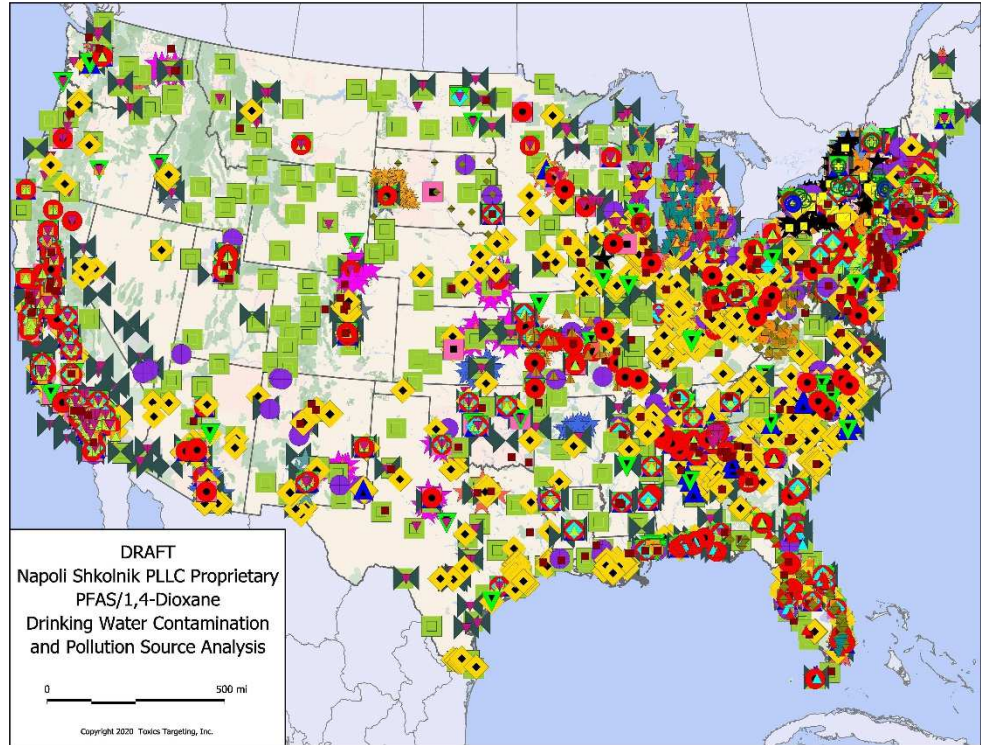 DRAFT
Napoli Shkolnik PLLC Proprietary
PFAS/1,4-Dioxane
Drinking Water Contamination
and Pollution Source Analysis
0 500 mi
Copyright 2020 Toxics Targeting, Inc.